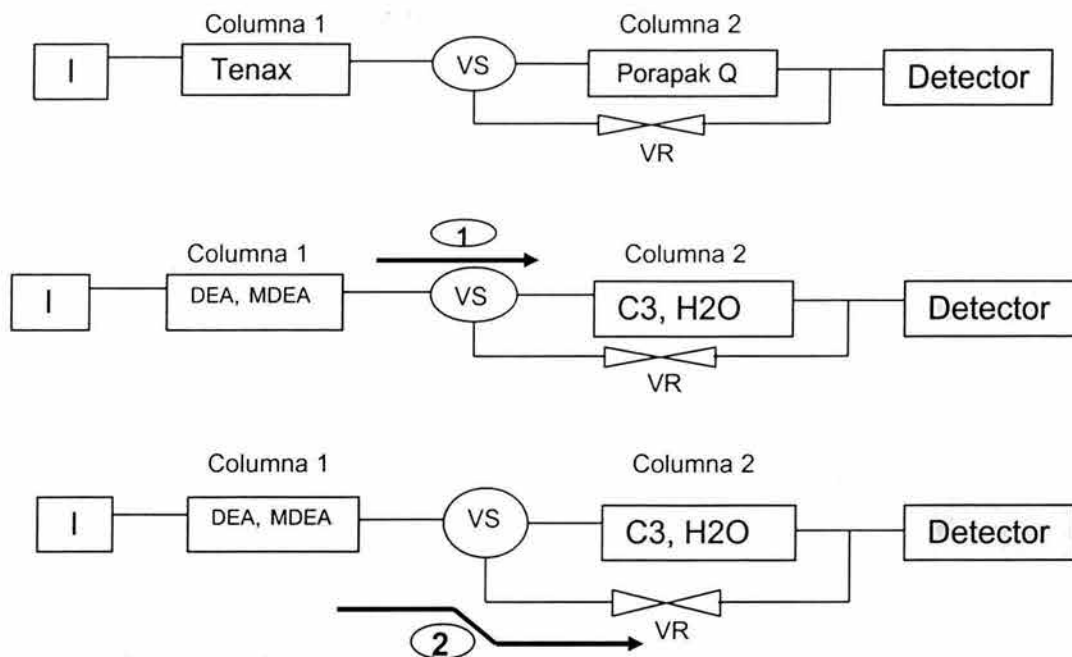 Columna 1
Columna 2
I
Tenax
VS
Porapak Q
Detector
VR
1
Columna 1
Columna 2
I
DEA, MDEA
VS
C3, H2O
Detector
VR
Columna 1
Columna 2
I
DEA, MDEA
VS
C3, H2O
Detector
VR
2